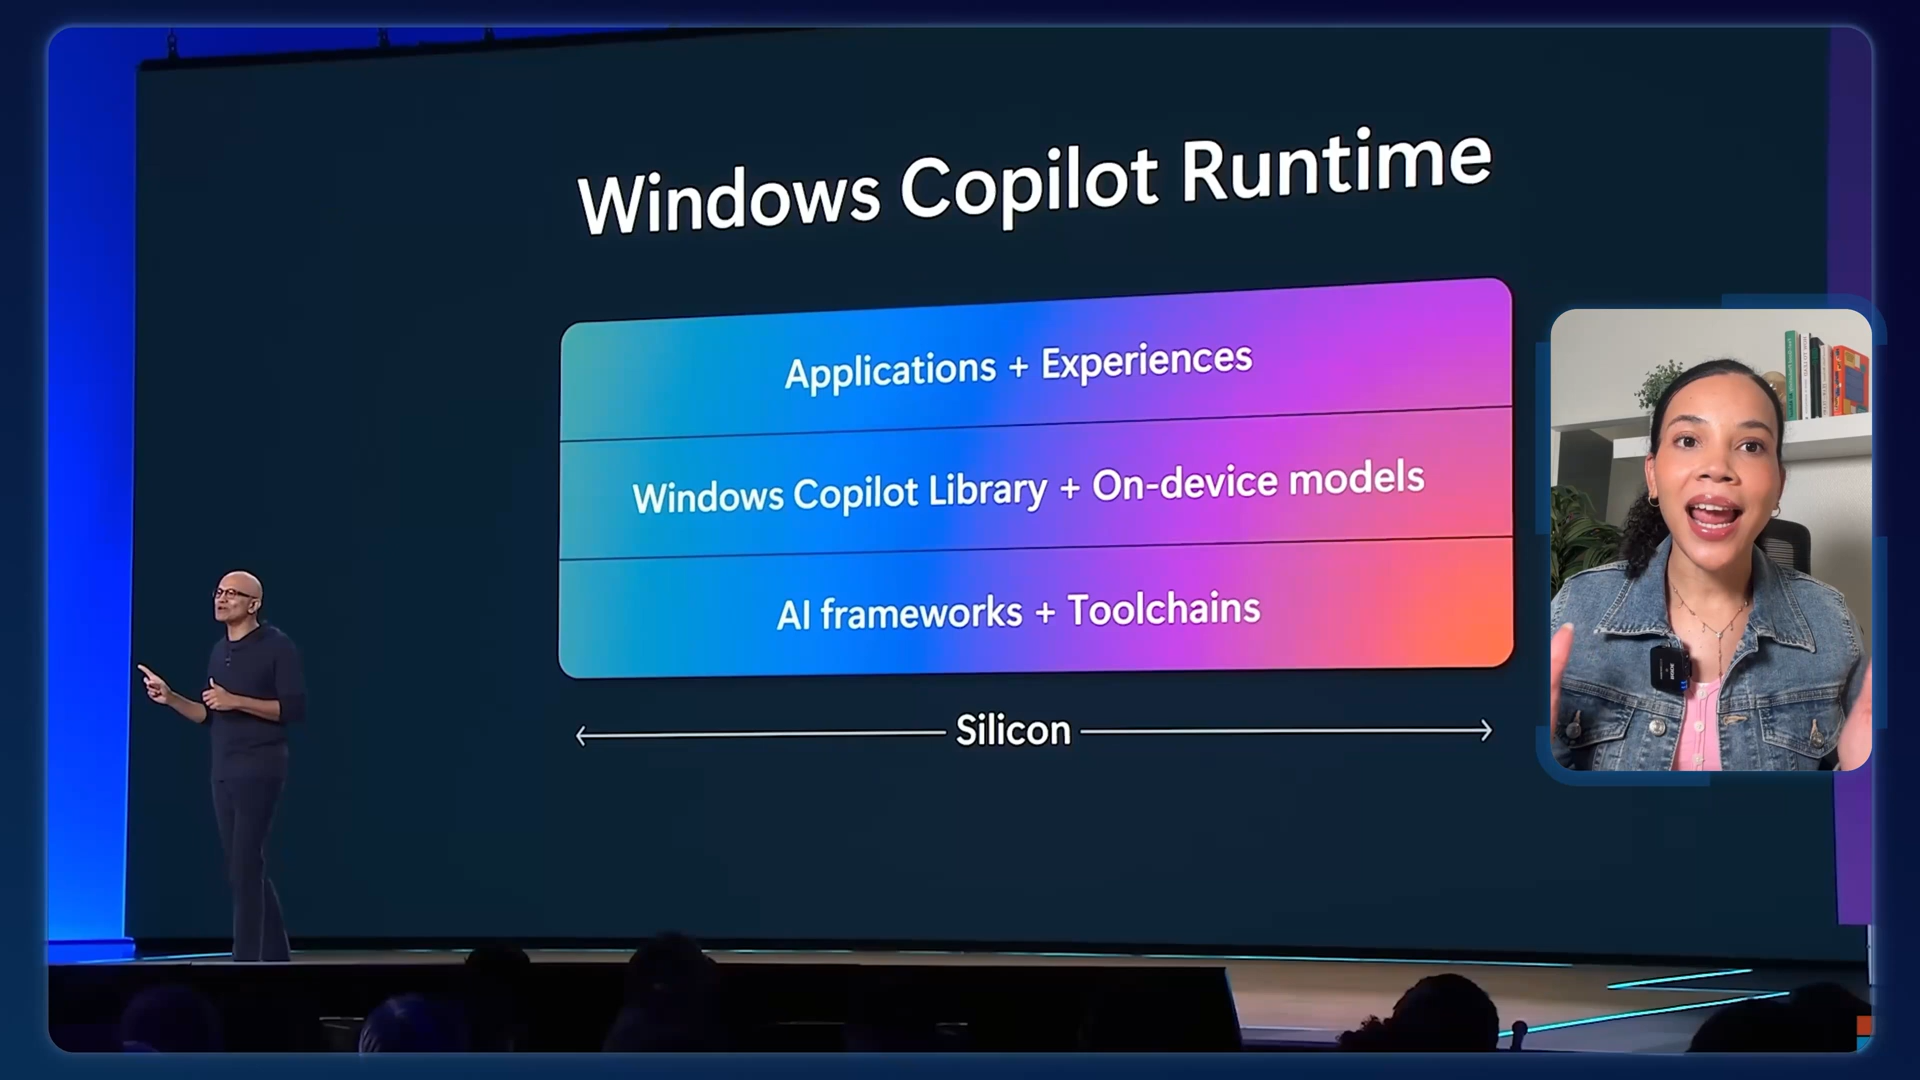 Windows Copilot Runtime
Applications + Experiences
Windows Copilot Library + On-device models
AI frameworks + Toolchains
Silicon